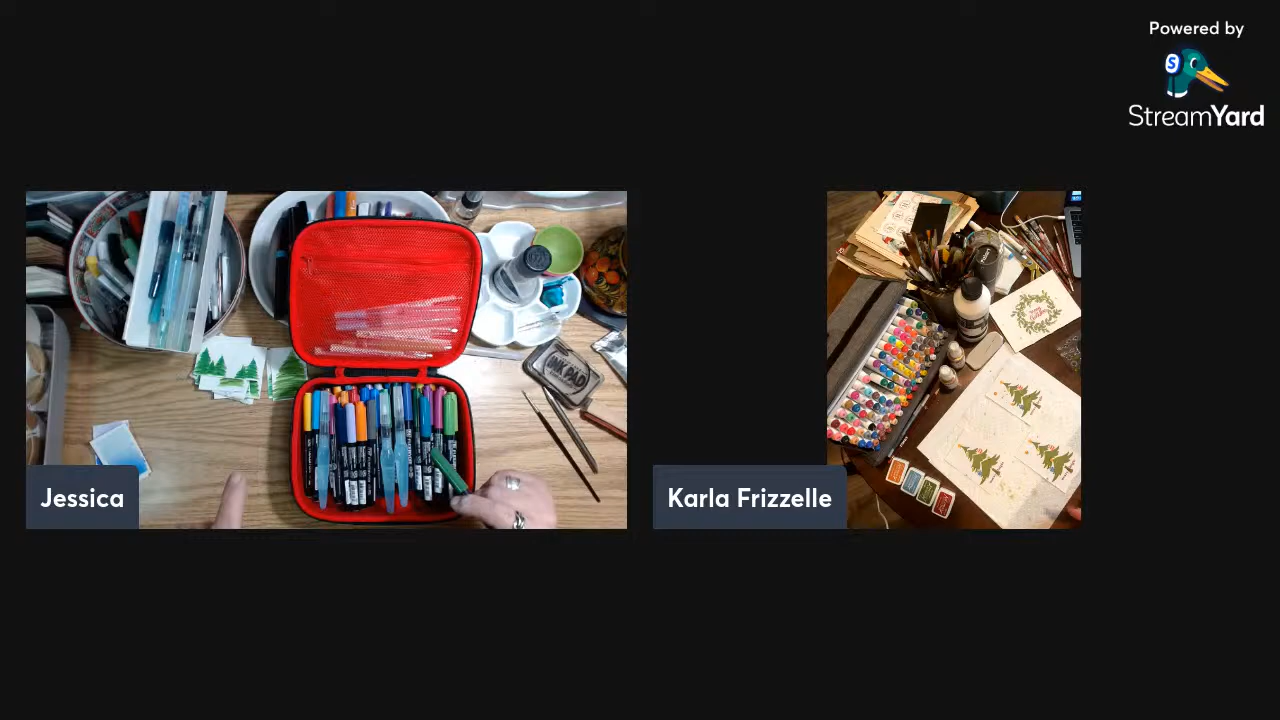 Powered by
S
StreamYard
INK PAD
Jessica
Karla Frizzelle